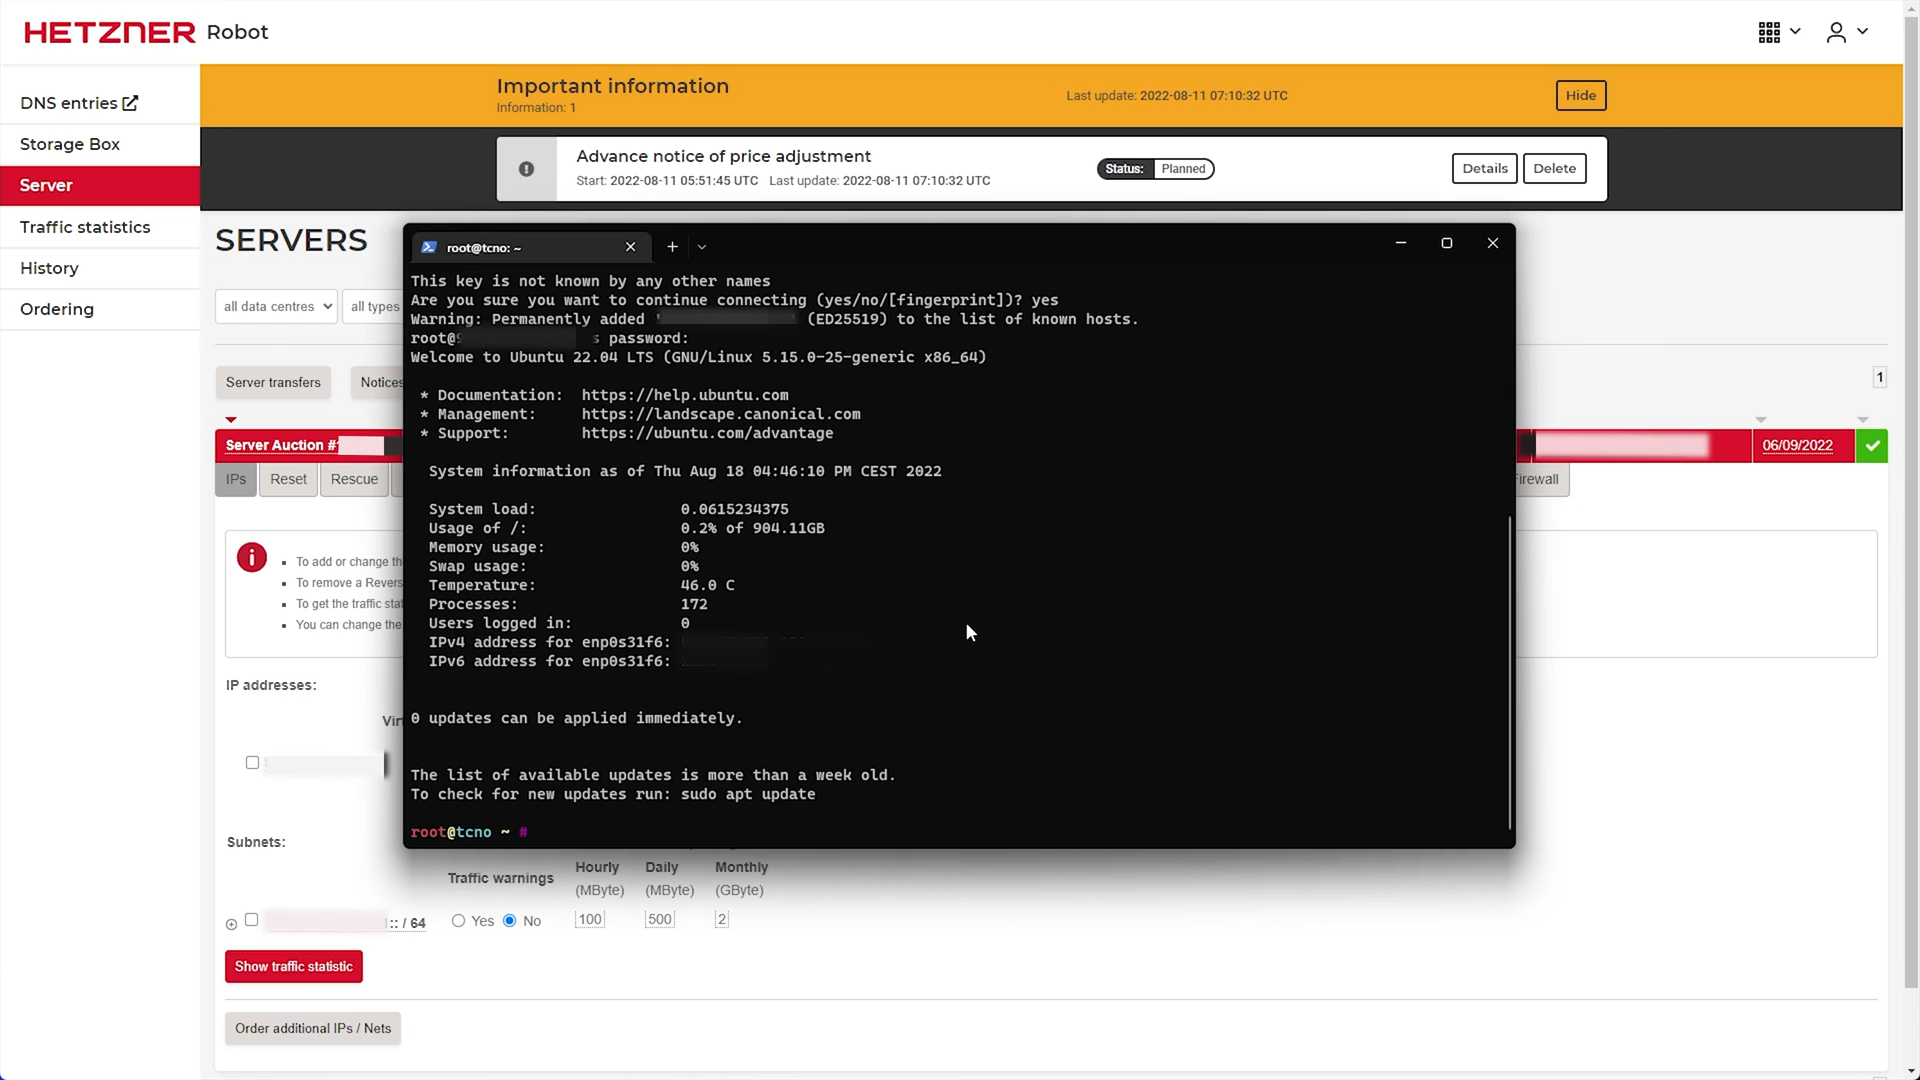 HETZNER Robot
DNS entries
Storage Box
Server
Traffic statistics
History
Ordering
Important information
Information: 1
Last update: 2022-08-11 07:10:32 UTC
Hide
Advance notice of price adjustment
Start: 2022-08-11 05:51:45 UTC Last update: 2022-08-11 07:10:32 UTC
Status: Planned
Details
Delete
SERVERS
all data centres
all types
Server transfers
Notices
1
Server Auction #
06/09/2022
IPs
Reset
Rescue
Firewall
To add or change th
To remove a Revers
To get the traffic stat
You can change the
IP addresses:
Virt
Subnets:
Traffic warnings
Hourly
(MByte)
Daily
(MByte)
Monthly
(GByte)
:: / 64
Yes
No
100
500
2
Show traffic statistic
Order additional IPs / Nets
root@tcno: ~
This key is not known by any other names
Are you sure you want to continue connecting (yes/no/[fingerprint])? yes
Warning: Permanently added ' ' (ED25519) to the list of known hosts.
root@ s password:
Welcome to Ubuntu 22.04 LTS (GNU/Linux 5.15.0-25-generic x86_64)
* Documentation: https://help.ubuntu.com
* Management: https://landscape.canonical.com
* Support: https://ubuntu.com/advantage
System information as of Thu Aug 18 04:46:10 PM CEST 2022
System load: 0.0615234375
Usage of /: 0.2% of 904.11GB
Memory usage: 0%
Swap usage: 0%
Temperature: 46.0 C
Processes: 172
Users logged in: 0
IPv4 address for enp0s31f6:
IPv6 address for enp0s31f6:
0 updates can be applied immediately.
The list of available updates is more than a week old.
To check for new updates run: sudo apt update
root@tcno ~ #